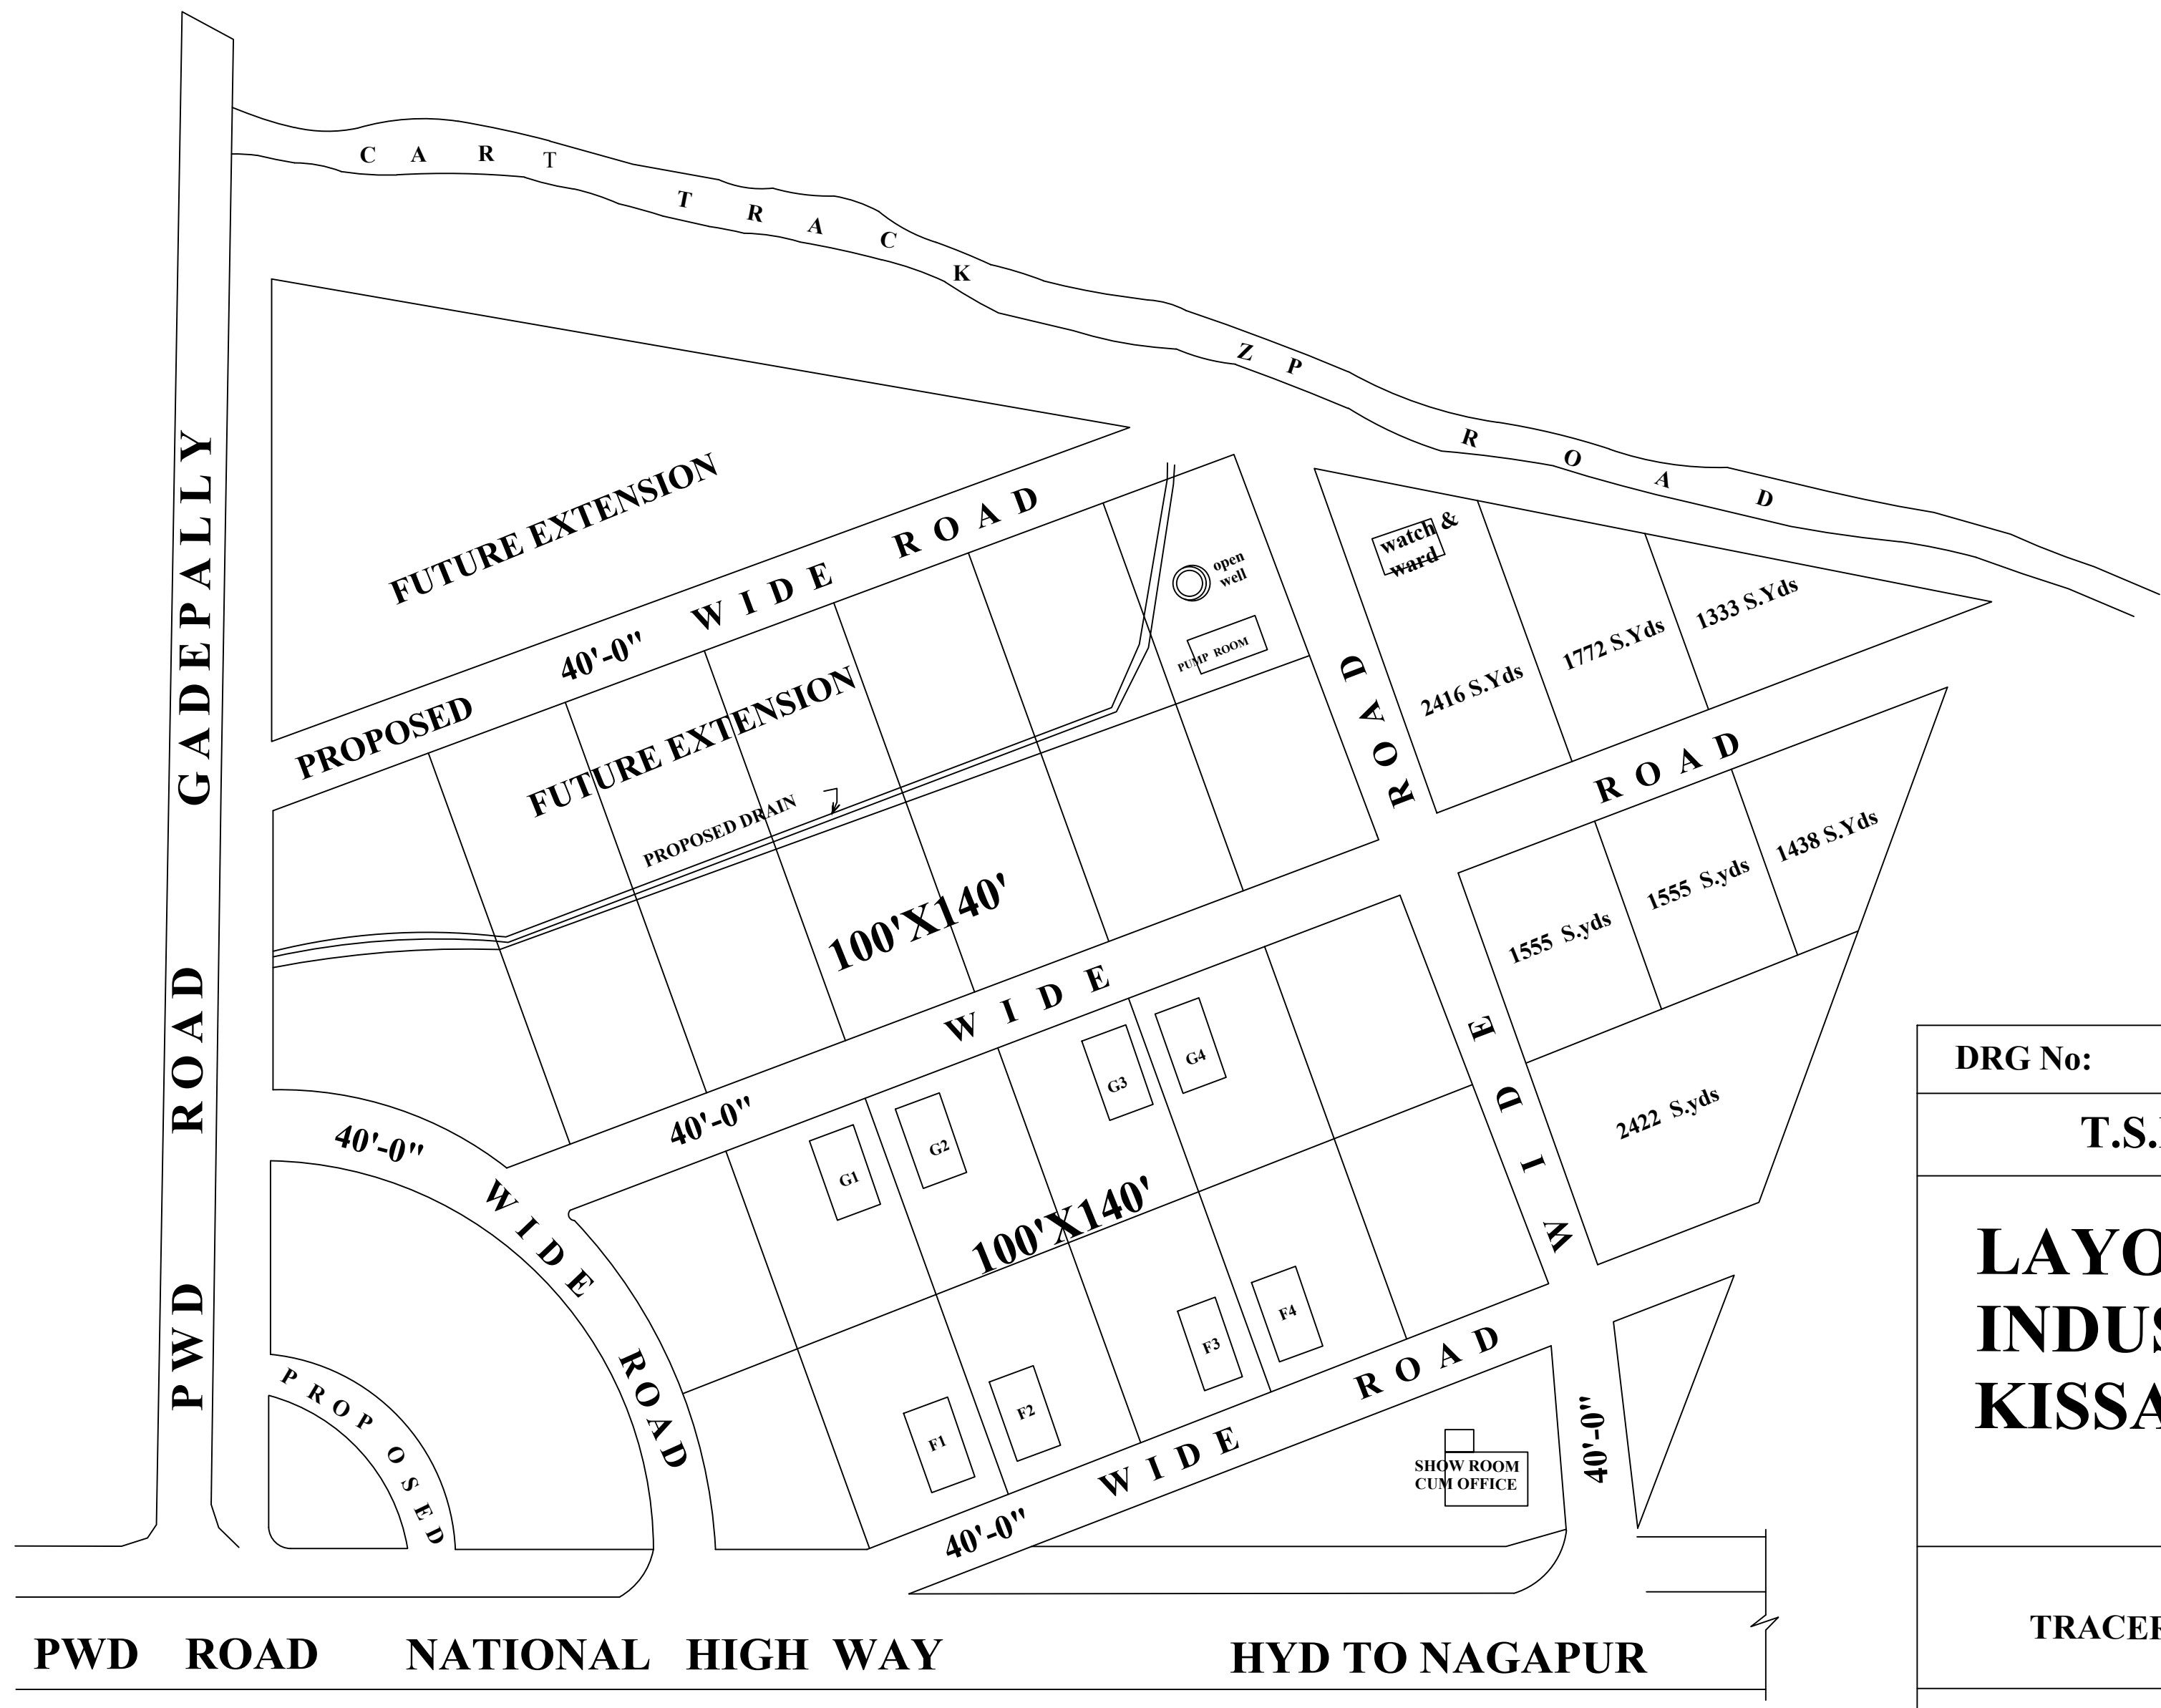 CART TRACK
ZP ROAD
GADEPALLY
PWD ROAD
FUTURE EXTENSION
PROPOSED 40'-0" WIDE ROAD
open
well
PUMP ROOM
watch &
ward
2416 S.Yds
1772 S.Yds
1333 S.Yds
FUTURE EXTENSION
PROPOSED DRAIN
100'X140'
ROAD
ROAD
1555 S.yds
1555 S.yds
1438 S.Yds
2422 S.yds
40'-0" WIDE
WIDE
40'-0" WIDE ROAD
G1
G2
G3
G4
100'X140'
F1
F2
F3
F4
PROPOSED
40'-0" WIDE ROAD
SHOW ROOM
CUM OFFICE
40'-0"
PWD ROAD NATIONAL HIGH WAY HYD TO NAGAPUR
DRG No:
T.S.
LAYO
INDUS
KISSA
TRACER